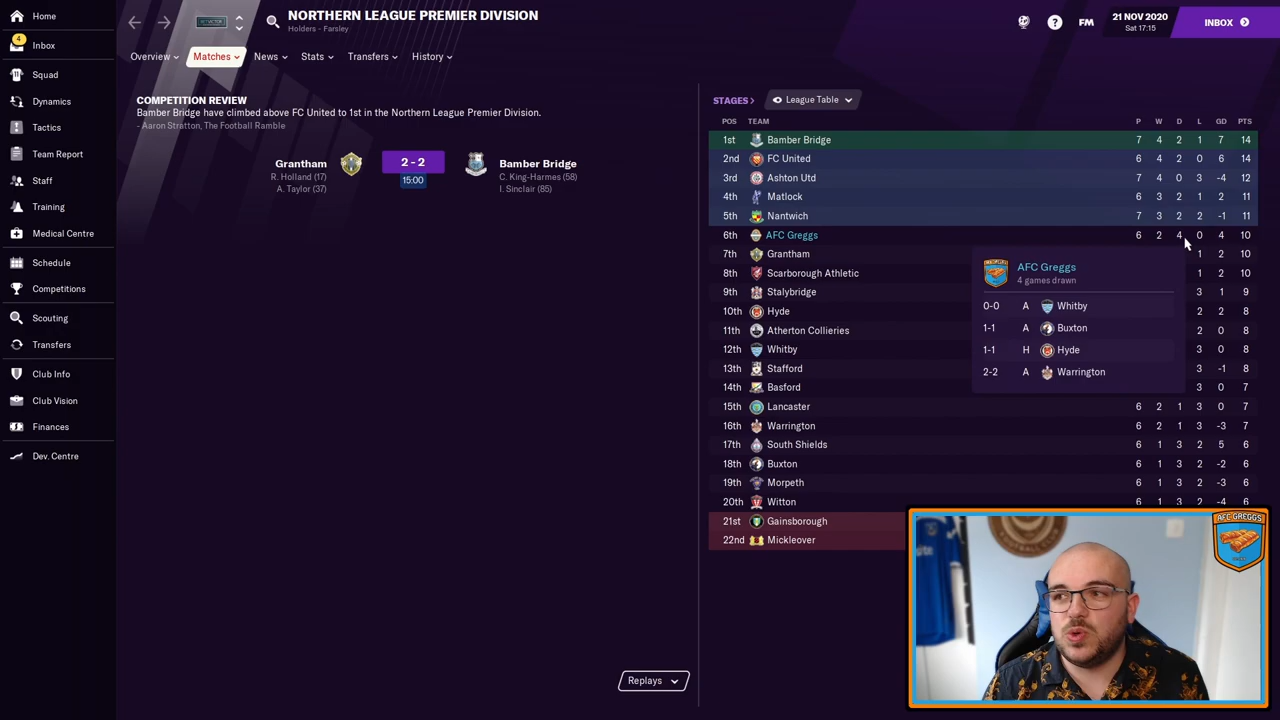 Home
4
Inbox
Squad
Dynamics
Tactics
Team Report
Staff
Training
Medical Centre
Schedule
Competitions
Scouting
Transfers
Club Info
Club Vision
Finances
Dev. Centre
NORTHERN LEAGUE PREMIER DIVISION
Holders - Farsley
FM
21 NOV 2020
Sat 17:15
INBOX
Overview
Matches
News
Stats
Transfers
History
COMPETITION REVIEW
Bamber Bridge have climbed above FC United to 1st in the Northern League Premier Division.
- Aaron Stratton, The Football Ramble
Grantham 2 - 2 Bamber Bridge
R. Holland (17) 15:00 C. King-Harmes (58)
A. Taylor (37) I. Sinclair (85)
Replays
STAGES League Table
POS TEAM P W D L GD PTS
1st Bamber Bridge 7 4 2 1 7 14
2nd FC United 6 4 2 0 6 14
3rd Ashton Utd 7 4 0 3 -4 12
4th Matlock 6 3 2 1 2 11
5th Nantwich 7 3 2 2 -1 11
6th AFC Greggs 6 2 4 0 4 10
7th Grantham 1 2 10
8th Scarborough Athletic 2 2 10
9th Stalybridge 3 1 9
10th Hyde 2 2 8
11th Atherton Collieries 2 0 8
12th Whitby 3 0 8
13th Stafford 3 -1 8
14th Basford 3 0 7
15th Lancaster 6 2 1 3 0 7
16th Warrington 6 2 1 3 -3 7
17th South Shields 6 1 3 2 5 6
18th Buxton 6 1 3 2 -2 6
19th Morpeth 6 1 3 2 -3 6
20th Witton 6 1 3 2 -4 6
21st Gainsborough
22nd Mickleover
AFC Greggs
4 games drawn
0-0 A Whitby
1-1 A Buxton
1-1 H Hyde
2-2 A Warrington
AFC GREGGS